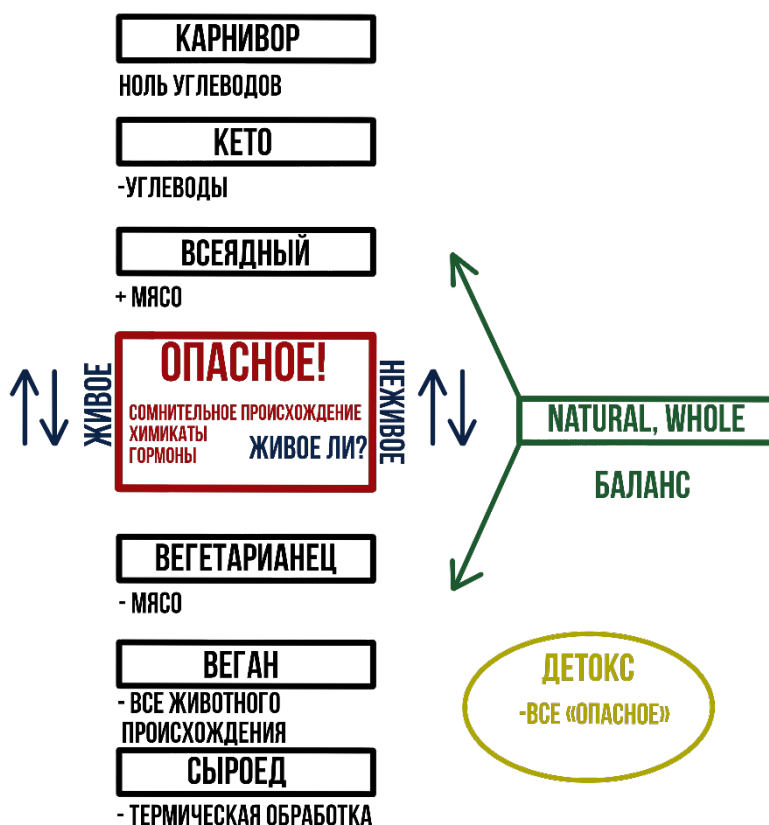 КАРНИВОР
НОЛЬ УГЛЕВОДОВ
КЕТО
-УГЛЕВОДЫ
ВСЕЯДНЫЙ
+ МЯСО
ЖИВОЕ
ОПАСНОЕ!
СОМНИТЕЛЬНОЕ ПРОИСХОЖДЕНИЕ
ХИМИКАТЫ
ГОРМОНЫ
ЖИВОЕ ЛИ?
НЕЖИВОЕ
NATURAL, WHOLE
БАЛАНС
ВЕГЕТАРИАНЕЦ
- МЯСО
ВЕГАН
- ВСЕ ЖИВОТНОГО
ПРОИСХОЖДЕНИЯ
СЫРОЕД
- ТЕРМИЧЕСКАЯ ОБРАБОТКА
ДЕТОКС
-ВСЕ «ОПАСНОЕ»